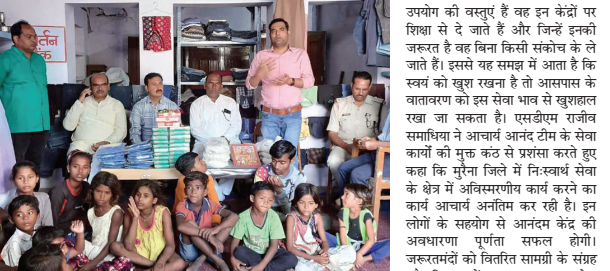 र्तन
क
उपयोग की वस्तुएं हैं वह इन केंद्रों पर
शिक्षा से दे जाते हैं और जिन्हें इनकी
जरूरत है वह बिना किसी संकोच के ले
जाते हैं। इससे यह समझ में आता है कि
स्वयं को खुश रखना है तो आसपास के
वातावरण को इस सेवा भाव से खुशहाल
रखा जा सकता है। एसडीएम राजीव
समाधिया ने आचार्य आनंद टीम के सेवा
कार्यों की मुक्त कंठ से प्रशंसा करते हुए
कहा कि मुरैना जिले में निःस्वार्थ सेवा
के क्षेत्र में अविस्मरणीय कार्य करने का
कार्य आचार्य अनंतिम कर रही है। इन
लोगों के सहयोग से आनंदम केंद्र की
अवधारणा पूर्णता सफल होगी।
जरूरतमंदों को वितरित सामग्री के संग्रह